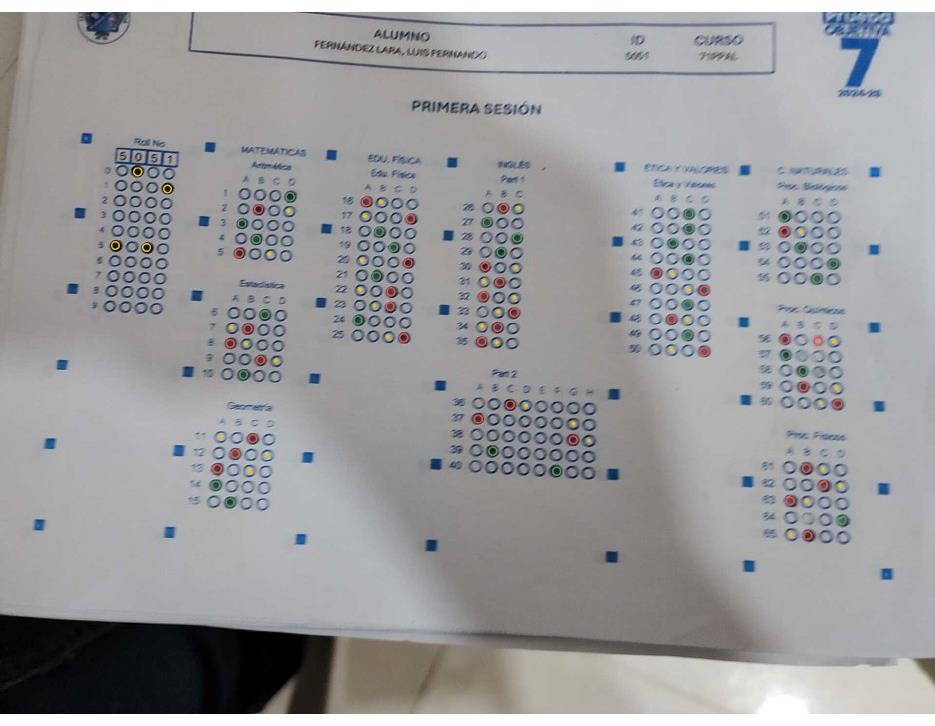 ALUMNO
FERNÁNDEZ LARA, LUIS FERNANDO
ID
5051
CURSO
OBJETIVA
7
2024-25
PRIMERA SESIÓN
Roll No
5 0 5 1
0
1
2
3
4
5
6
7
8
9
MATEMÁTICAS
Aritmética
A B C D
1
2
3
4
5
Estadística
A B C D
6
7
8
9
10
Geometría
A B C D
11
12
13
14
15
EDU. FÍSICA
Edu. Física
A B C D
16
17
18
19
20
21
22
23
24
25
INGLÉS
Part 1
A B C
26
27
28
29
30
31
32
33
34
35
Part 2
A B C D E F G H
36
37
38
39
40
ÉTICA Y VALORES
Ética y Valores
A B C D
41
42
43
44
45
46
47
48
49
50
C. NATURALES
Proc. Biológicos
A B C D
51
52
53
54
55
Proc. Químicos
A B C D
56
57
58
59
60
Proc. Físicos
A B C D
61
62
63
64
65